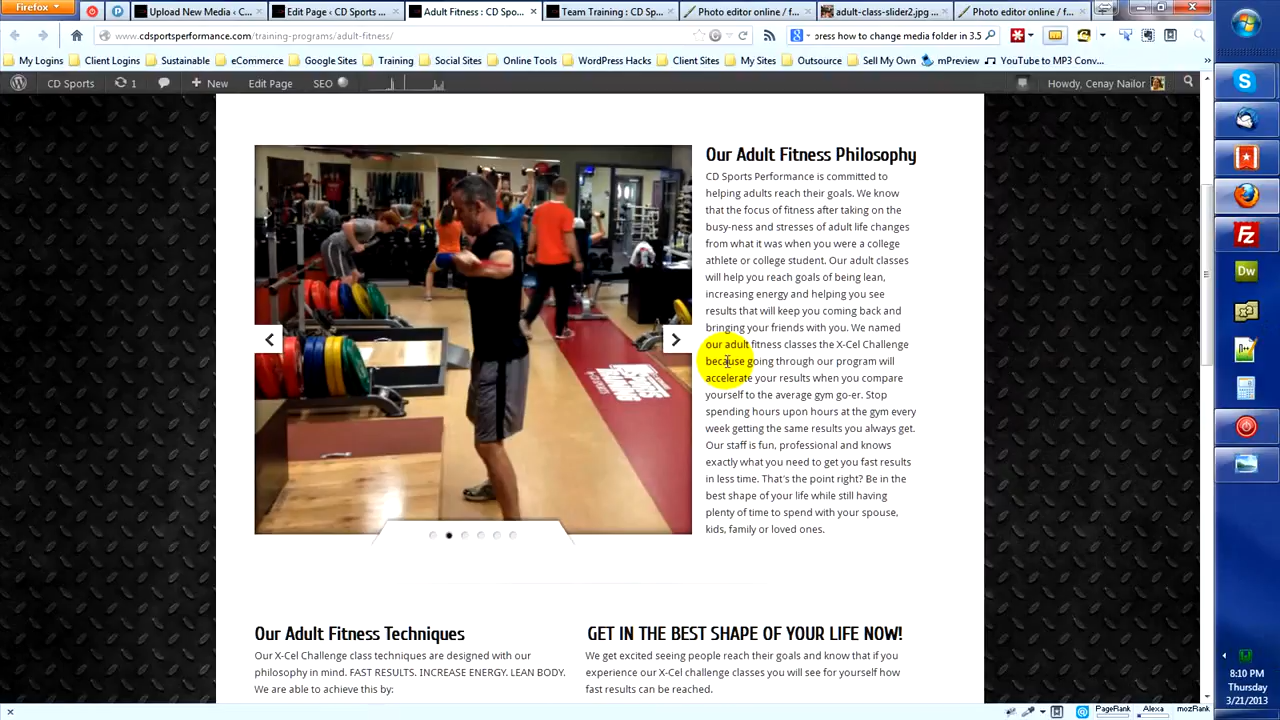 Firefox
Upload New Media ‹ C...
Edit Page ‹ CD Sports ...
Adult Fitness : CD Spo...
Team Training : CD Sp...
Photo editor online / f...
adult-class-slider2.jpg ...
Photo editor online / f...
www.cdsportsperformance.com/training-programs/adult-fitness/
press how to change media folder in 3.5
My Logins
Client Logins
Sustainable
eCommerce
Google Sites
Training
Social Sites
Online Tools
WordPress Hacks
Client Sites
My Sites
Outsource
Sell My Own
mPreview
YouTube to MP3 Conv...
CD Sports
1
New
Edit Page
SEO
Howdy, Cenay Nailor
Our Adult Fitness Philosophy
CD Sports Performance is committed to
helping adults reach their goals. We know
that the focus of fitness after taking on the
busy-ness and stresses of adult life changes
from what it was when you were a college
athlete or college student. Our adult classes
will help you reach goals of being lean,
increasing energy and helping you see
results that will keep you coming back and
bringing your friends with you. We named
our adult fitness classes the X-Cel Challenge
because going through our program will
accelerate your results when you compare
yourself to the average gym go-er. Stop
spending hours upon hours at the gym every
week getting the same results you always get.
Our staff is fun, professional and knows
exactly what you need to get you fast results
in less time. That's the point right? Be in the
best shape of your life while still having
plenty of time to spend with your spouse,
kids, family or loved ones.
Our Adult Fitness Techniques
Our X-Cel Challenge class techniques are designed with our
philosophy in mind. FAST RESULTS. INCREASE ENERGY. LEAN BODY.
We are able to achieve this by:
GET IN THE BEST SHAPE OF YOUR LIFE NOW!
We get excited seeing people reach their goals and know that if you
experience our X-Cel challenge classes you will see for yourself how
fast results can be reached.
Dw
8:10 PM
Thursday
3/21/2013
PageRank
Alexa
mozRank